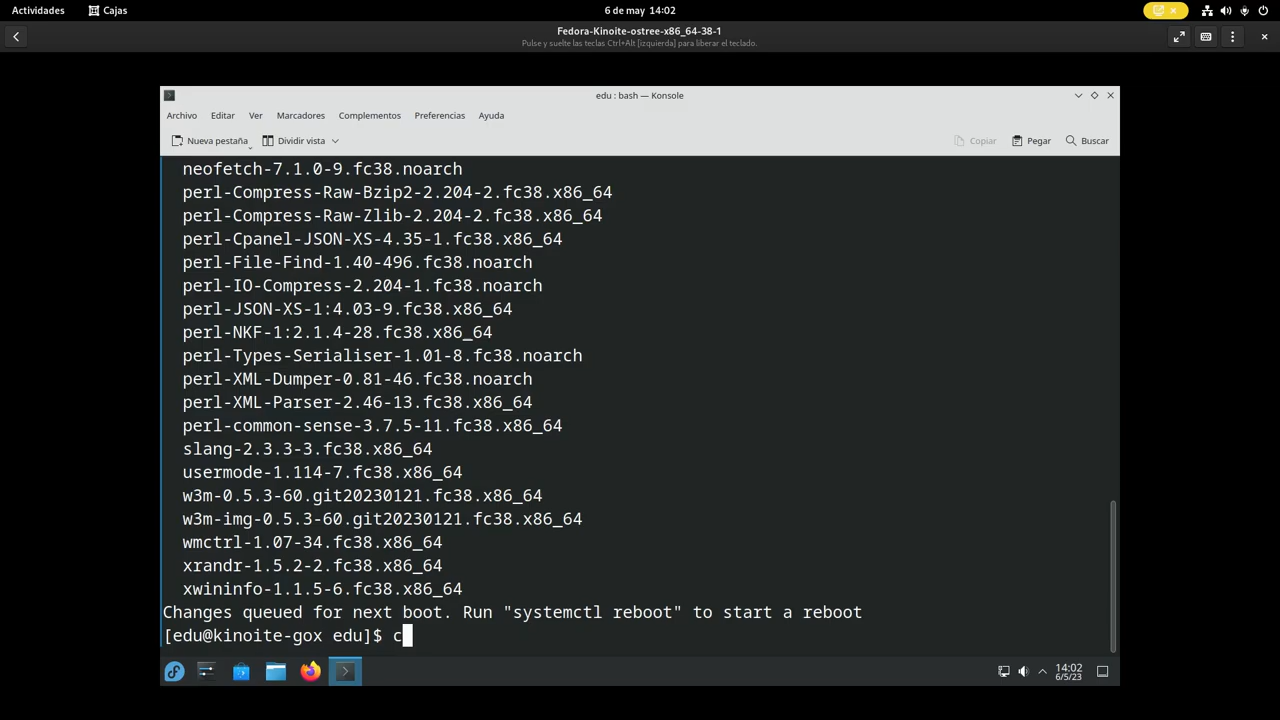 Actividades
Cajas
6 de may 14:02
Fedora-Kinoite-ostree-x86_64-38-1
Pulse y suelte las teclas Ctrl+Alt [izquierda] para liberar el teclado.
edu : bash — Konsole
Archivo Editar Ver Marcadores Complementos Preferencias Ayuda
Nueva pestaña Dividir vista Copiar Pegar Buscar
neofetch-7.1.0-9.fc38.noarch
perl-Compress-Raw-Bzip2-2.204-2.fc38.x86_64
perl-Compress-Raw-Zlib-2.204-2.fc38.x86_64
perl-Cpanel-JSON-XS-4.35-1.fc38.x86_64
perl-File-Find-1.40-496.fc38.noarch
perl-IO-Compress-2.204-1.fc38.noarch
perl-JSON-XS-1:4.03-9.fc38.x86_64
perl-NKF-1:2.1.4-28.fc38.x86_64
perl-Types-Serialiser-1.01-8.fc38.noarch
perl-XML-Dumper-0.81-46.fc38.noarch
perl-XML-Parser-2.46-13.fc38.x86_64
perl-common-sense-3.7.5-11.fc38.x86_64
slang-2.3.3-3.fc38.x86_64
usermode-1.114-7.fc38.x86_64
w3m-0.5.3-60.git20230121.fc38.x86_64
w3m-img-0.5.3-60.git20230121.fc38.x86_64
wmctrl-1.07-34.fc38.x86_64
xrandr-1.5.2-2.fc38.x86_64
xwininfo-1.1.5-6.fc38.x86_64
Changes queued for next boot. Run "systemctl reboot" to start a reboot
[edu@kinoite-gox edu]$ c
14:02
6/5/23